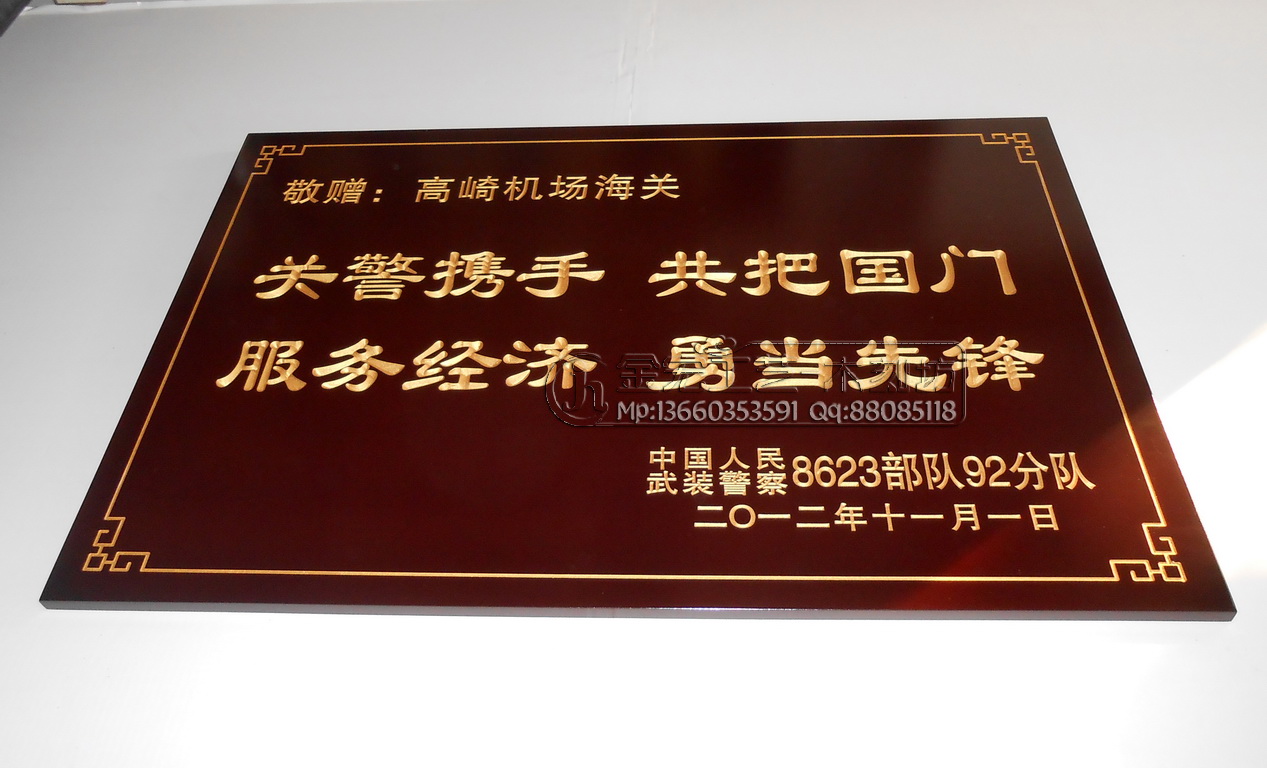 敬赠：高崎机场海关
关警携手 共把国门
服务经济 勇当先锋
Mp:13660353591 Qq:88085118
中国人民
武装警察 8623部队92分队
二〇一二年十一月一日